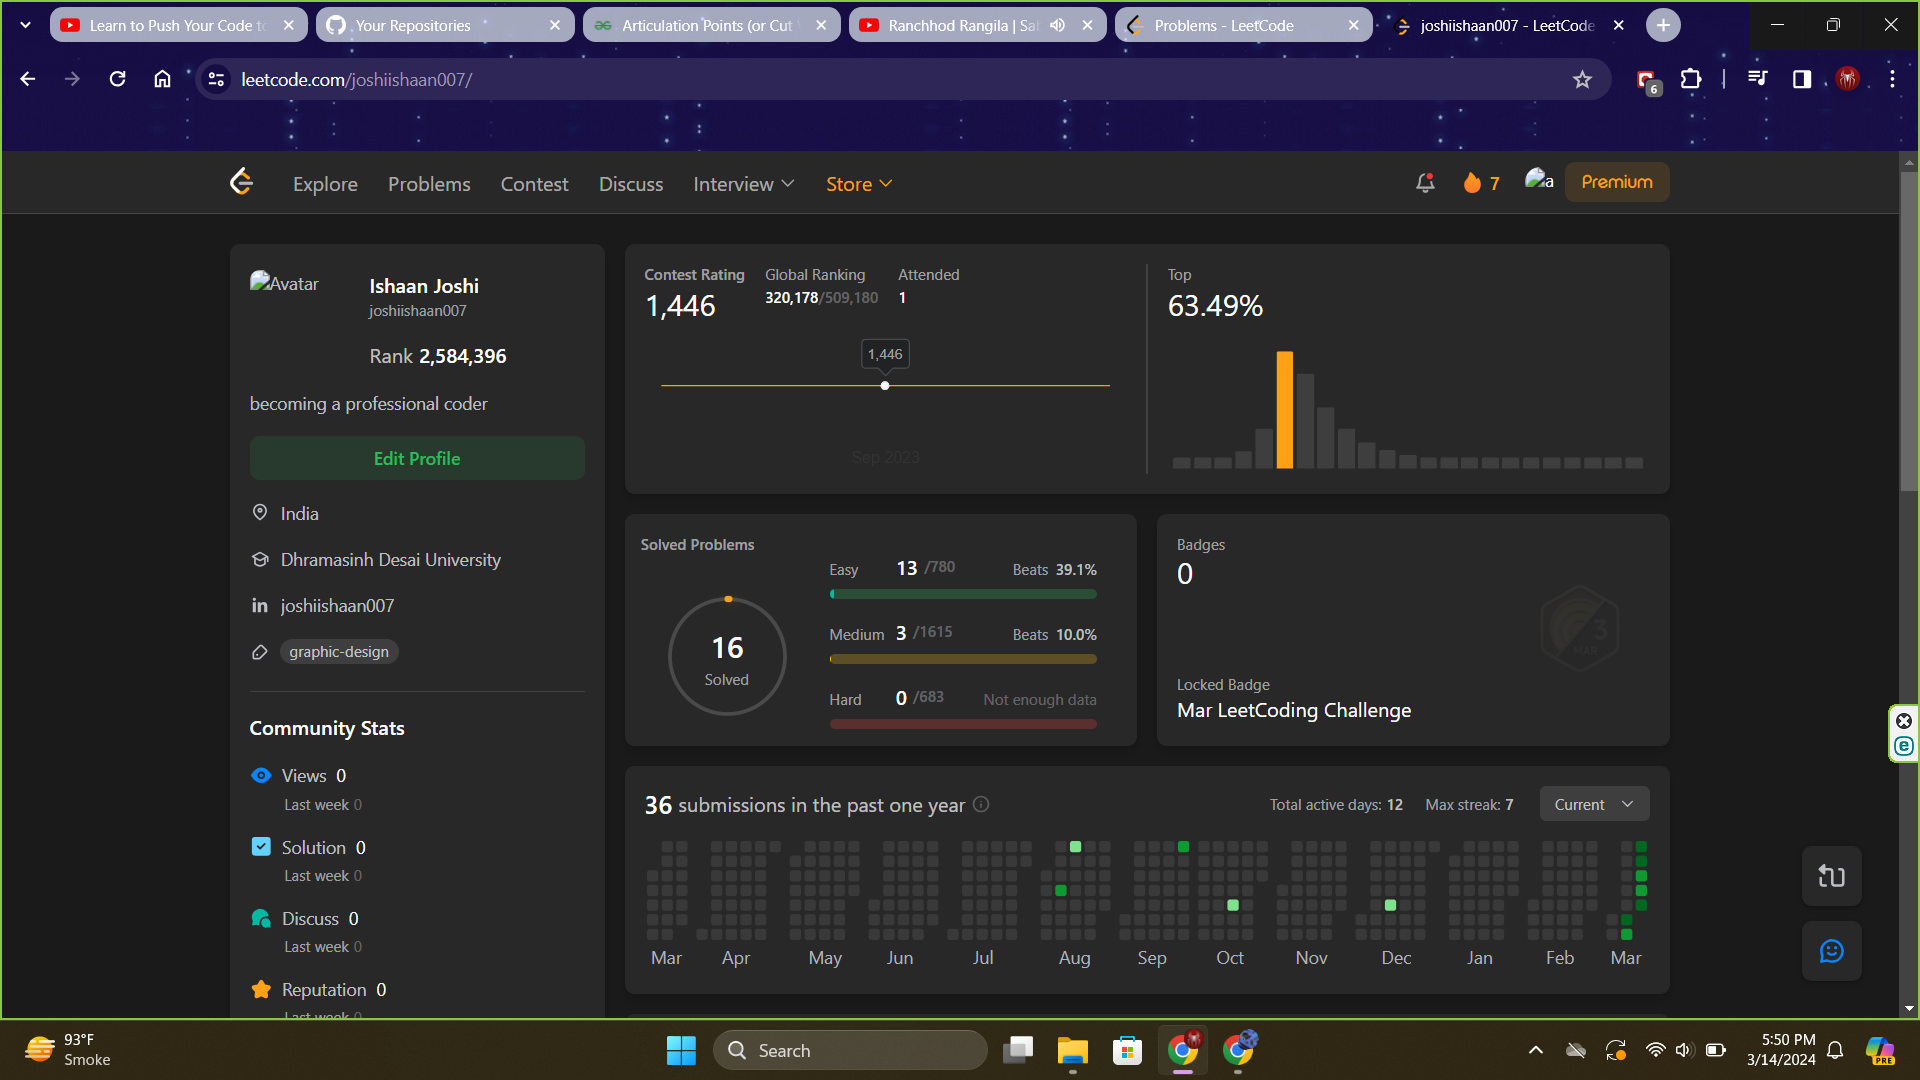 Learn to Push Your Code to
Your Repositories
Articulation Points (or Cut V
Ranchhod Rangila | Sa
Problems - LeetCode
joshiishaan007 - LeetCode
leetcode.com/joshiishaan007/
6
Explore
Problems
Contest
Discuss
Interview
Store
7
a
Premium
Avatar
Ishaan Joshi
joshiishaan007
Rank 2,584,396
becoming a professional coder
Edit Profile
India
Dhramasinh Desai University
joshiishaan007
graphic-design
Community Stats
Views 0
Last week 0
Solution 0
Last week 0
Discuss 0
Last week 0
Reputation 0
Last week 0
Contest Rating
1,446
Global Ranking
320,178/509,180
Attended
1
1,446
Sep 2023
Top
63.49%
Solved Problems
16
Solved
Easy 13 /780 Beats 39.1%
Medium 3 /1615 Beats 10.0%
Hard 0 /683 Not enough data
Badges
0
3
MAR
Locked Badge
Mar LeetCoding Challenge
36 submissions in the past one year
Total active days: 12 Max streak: 7
Current
Mar Apr May Jun Jul Aug Sep Oct Nov Dec Jan Feb Mar
93°F
Smoke
Search
5:50 PM
3/14/2024
PRE